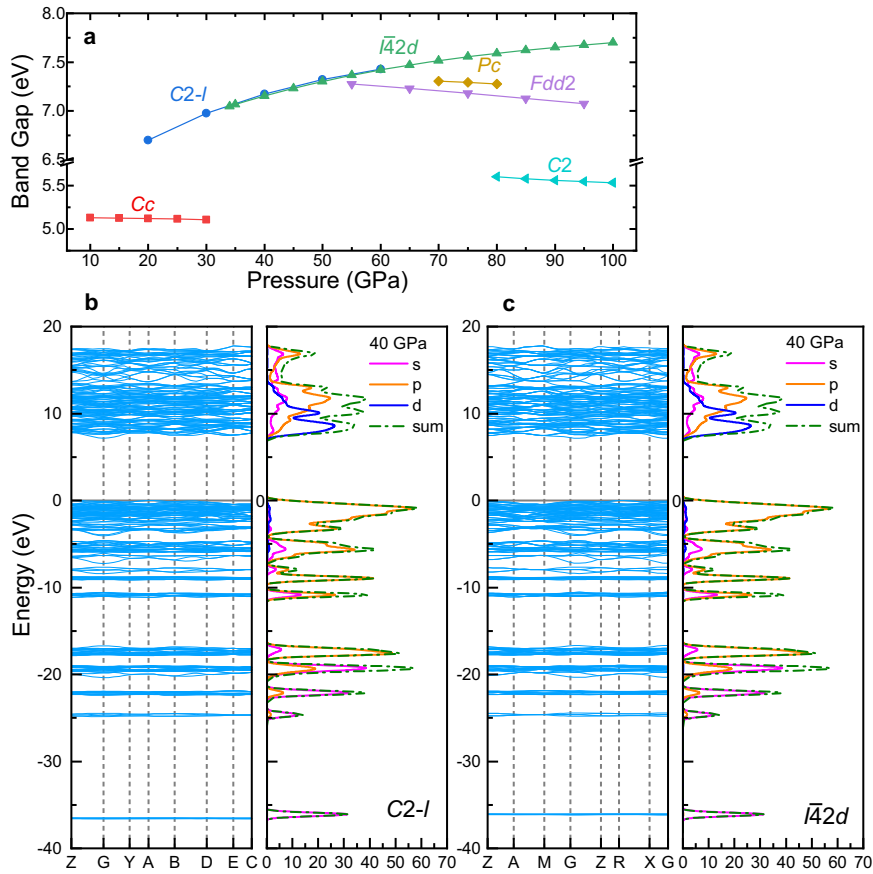 a
I4̅2d
Pc
C2-I
Fdd2
C2
Cc
Band Gap (eV)
7.5
7.0
6.5
5.5
5.0
10 20 30 40 50 60 70 80 90 100
Pressure (GPa)
b
Energy (eV)
20
10
0
-10
-20
-30
-40
Z G Y A B D E C
40 GPa
s
p
d
sum
0
C2-I
0 10 20 30 40 50 60 70
c
Z A M G Z R X G
40 GPa
s
p
d
sum
I4̅2d
0 10 20 30 40 50 60 70